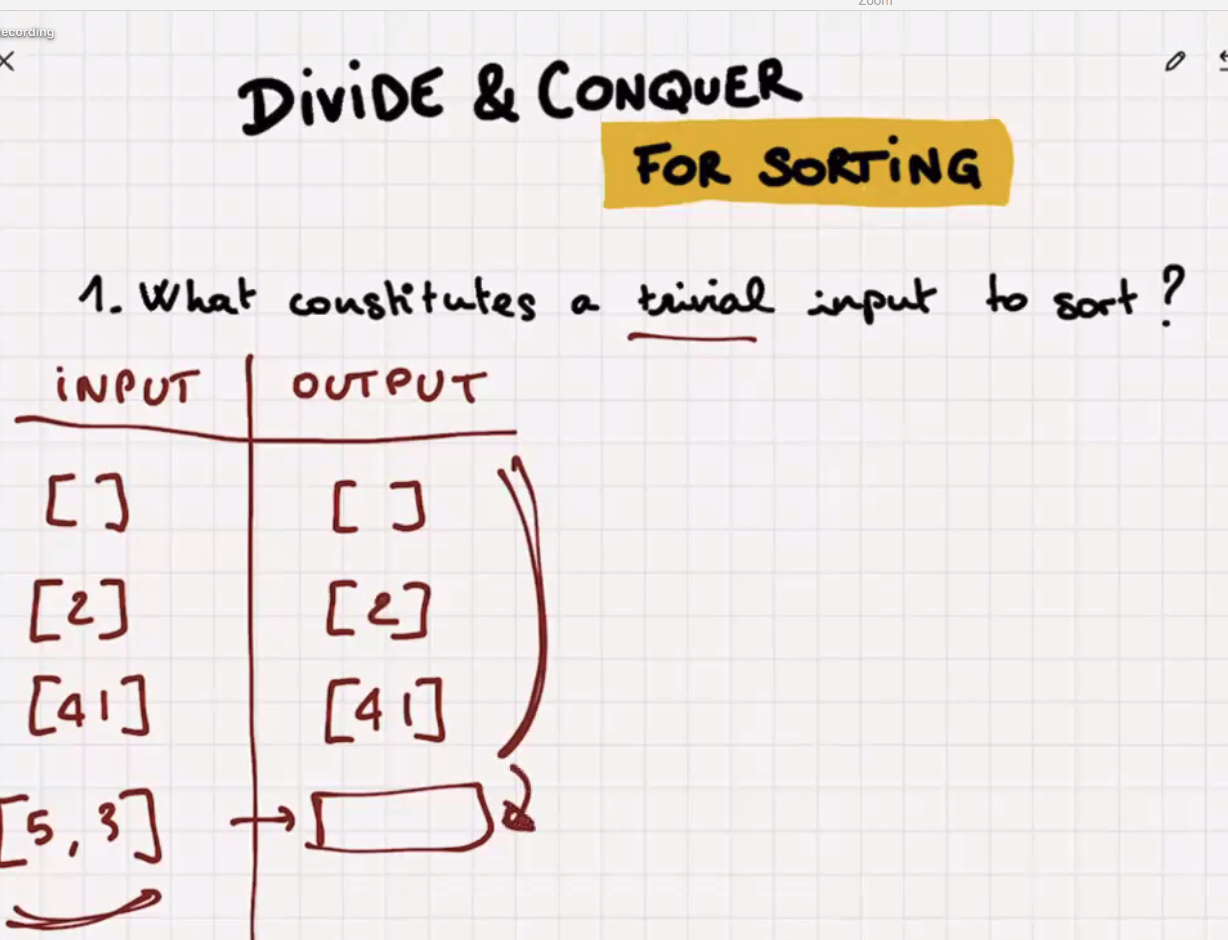 Zoom
ecording
DiViDE & CONQUER
FOR SORTiNG
1. What constitutes a trivial input to sort?
iNPUT OUTPUT
[ ] [ ]
[2] [2]
[41] [41]
[5, 3] →